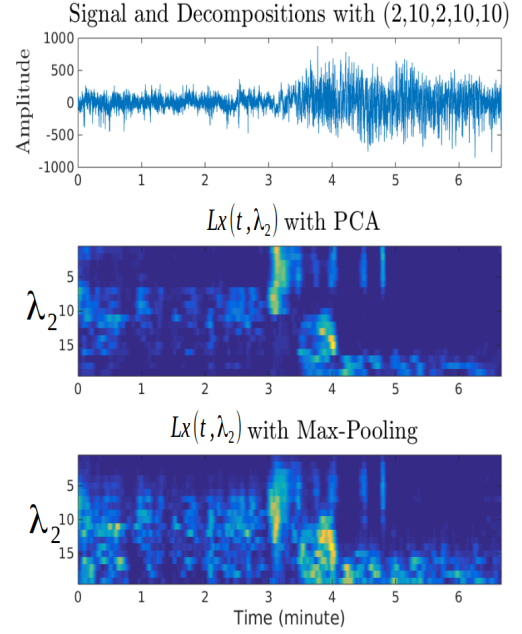 Signal and Decompositions with (2,10,2,10,10)
Amplitude
1000
500
0
-500
-1000
0 1 2 3 4 5 6
Lx(t,λ₂) with PCA
λ₂
5
10
15
0 1 2 3 4 5 6
Lx(t,λ₂) with Max-Pooling
λ₂
5
10
15
0 1 2 3 4 5 6
Time (minute)